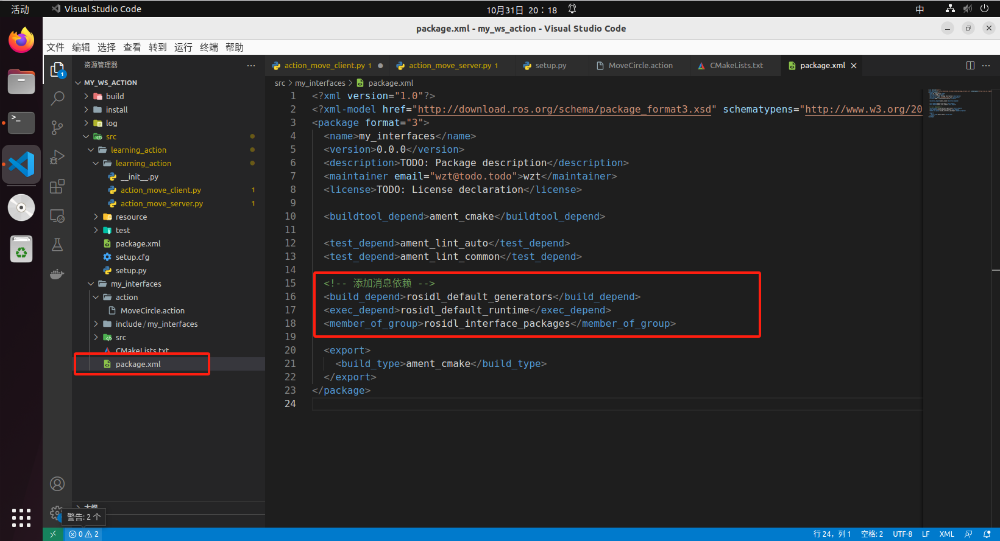 活动
Visual Studio Code
10月31日 20：18
中
package.xml - my_ws_action - Visual Studio Code
文件 编辑 选择 查看 转到 运行 终端 帮助
资源管理器
action_move_client.py 1
action_move_server.py 1
setup.py
MoveCircle.action
CMakeLists.txt
package.xml
1
MY_WS_ACTION
build
install
log
src
learning_action
learning_action
__init__.py
action_move_client.py 1
action_move_server.py 1
resource
test
package.xml
setup.cfg
setup.py
my_interfaces
action
MoveCircle.action
include/my_interfaces
src
CMakeLists.txt
package.xml
大纲
警告: 2 个
src > my_interfaces > package.xml
1 <?xml version="1.0"?>
2 <?xml-model href="http://download.ros.org/schema/package_format3.xsd" schematypens="http://www.w3.org/20
3 <package format="3">
4 <name>my_interfaces</name>
5 <version>0.0.0</version>
6 <description>TODO: Package description</description>
7 <maintainer email="wzt@todo.todo">wzt</maintainer>
8 <license>TODO: License declaration</license>
9
10 <buildtool_depend>ament_cmake</buildtool_depend>
11
12 <test_depend>ament_lint_auto</test_depend>
13 <test_depend>ament_lint_common</test_depend>
14
15 <!-- 添加消息依赖 -->
16 <build_depend>rosidl_default_generators</build_depend>
17 <exec_depend>rosidl_default_runtime</exec_depend>
18 <member_of_group>rosidl_interface_packages</member_of_group>
19
20 <export>
21 <build_type>ament_cmake</build_type>
22 </export>
23 </package>
24
0 2
行 24，列 1 空格: 2 UTF-8 LF XML